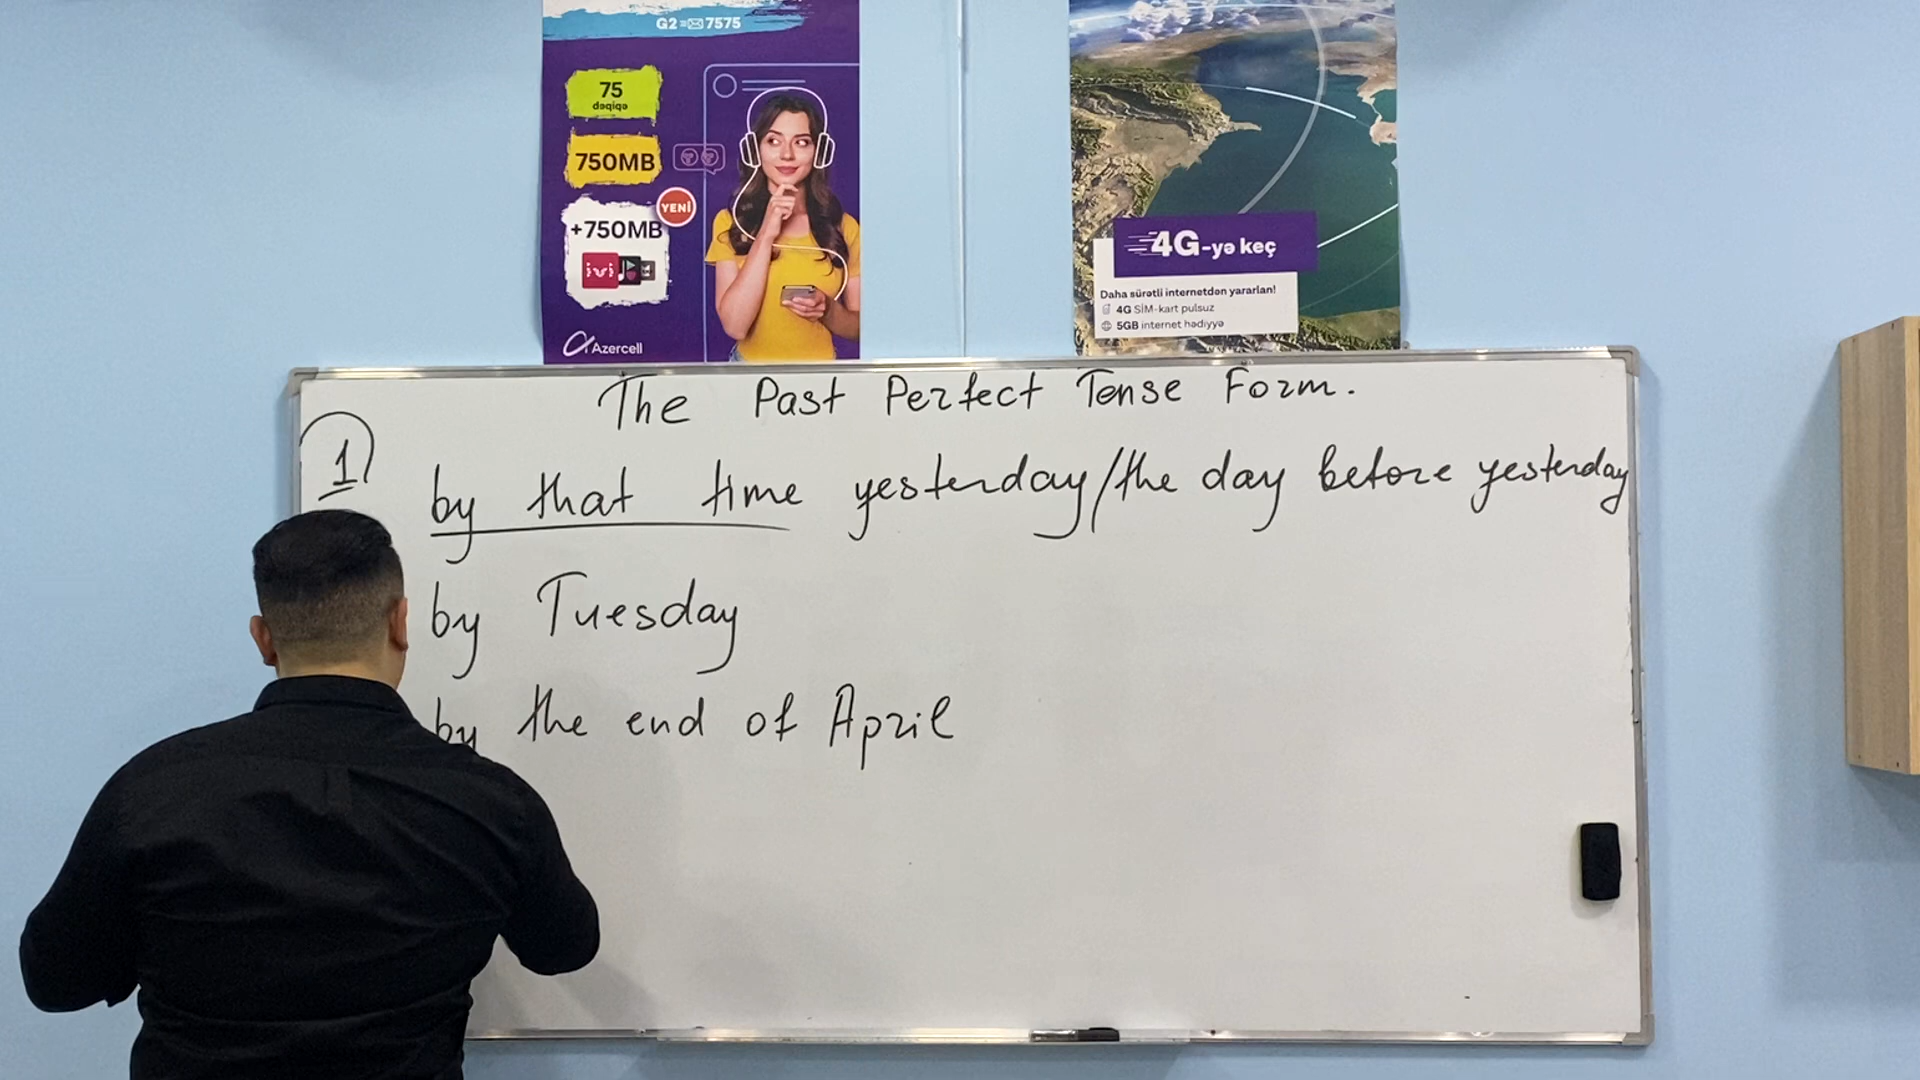 G2 = 7575
75
dəqiqə
750MB
YENİ
+750MB
ivi
Azercell
4G-yə keç
Daha sürətli internetdən yararlan!
4G SİM-kart pulsuz
5GB internet hədiyyə
The Past Perfect Tense Form.
1
by that time yesterday/the day before yesterday
by Tuesday
by the end of April